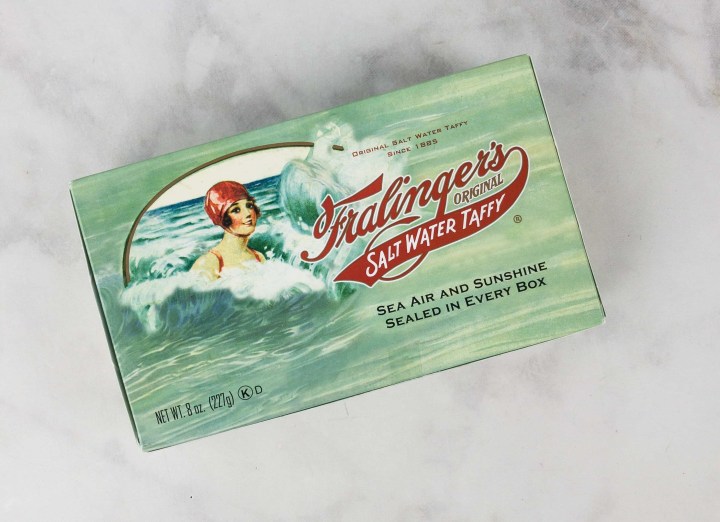 Original Salt Water Taffy
Since 1885
Fralinger's
ORIGINAL
SALT WATER TAFFY
®
Sea Air and Sunshine
Sealed in Every Box
NET WT. 8 oz. (227g) K D